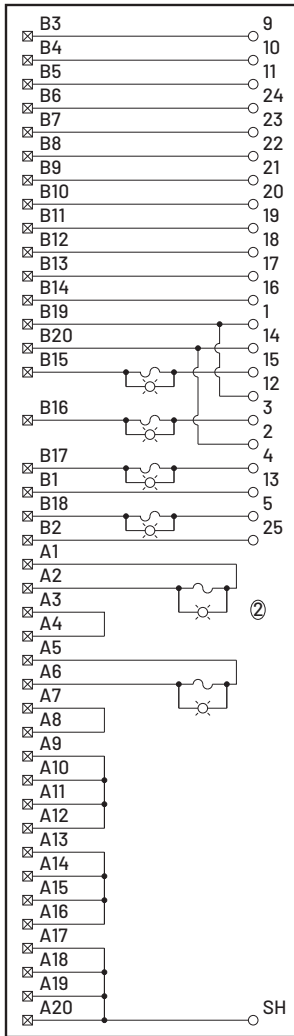 B3 9
B4 10
B5 11
B6 24
B7 23
B8 22
B9 21
B10 20
B11 19
B12 18
B13 17
B14 16
B19 1
B20 14
B15 15
12
B16 3
2
B17 4
B1 13
B18 5
B2 25
A1
A2
A3 ②
A4
A5
A6
A7
A8
A9
A10
A11
A12
A13
A14
A15
A16
A17
A18
A19
A20 SH